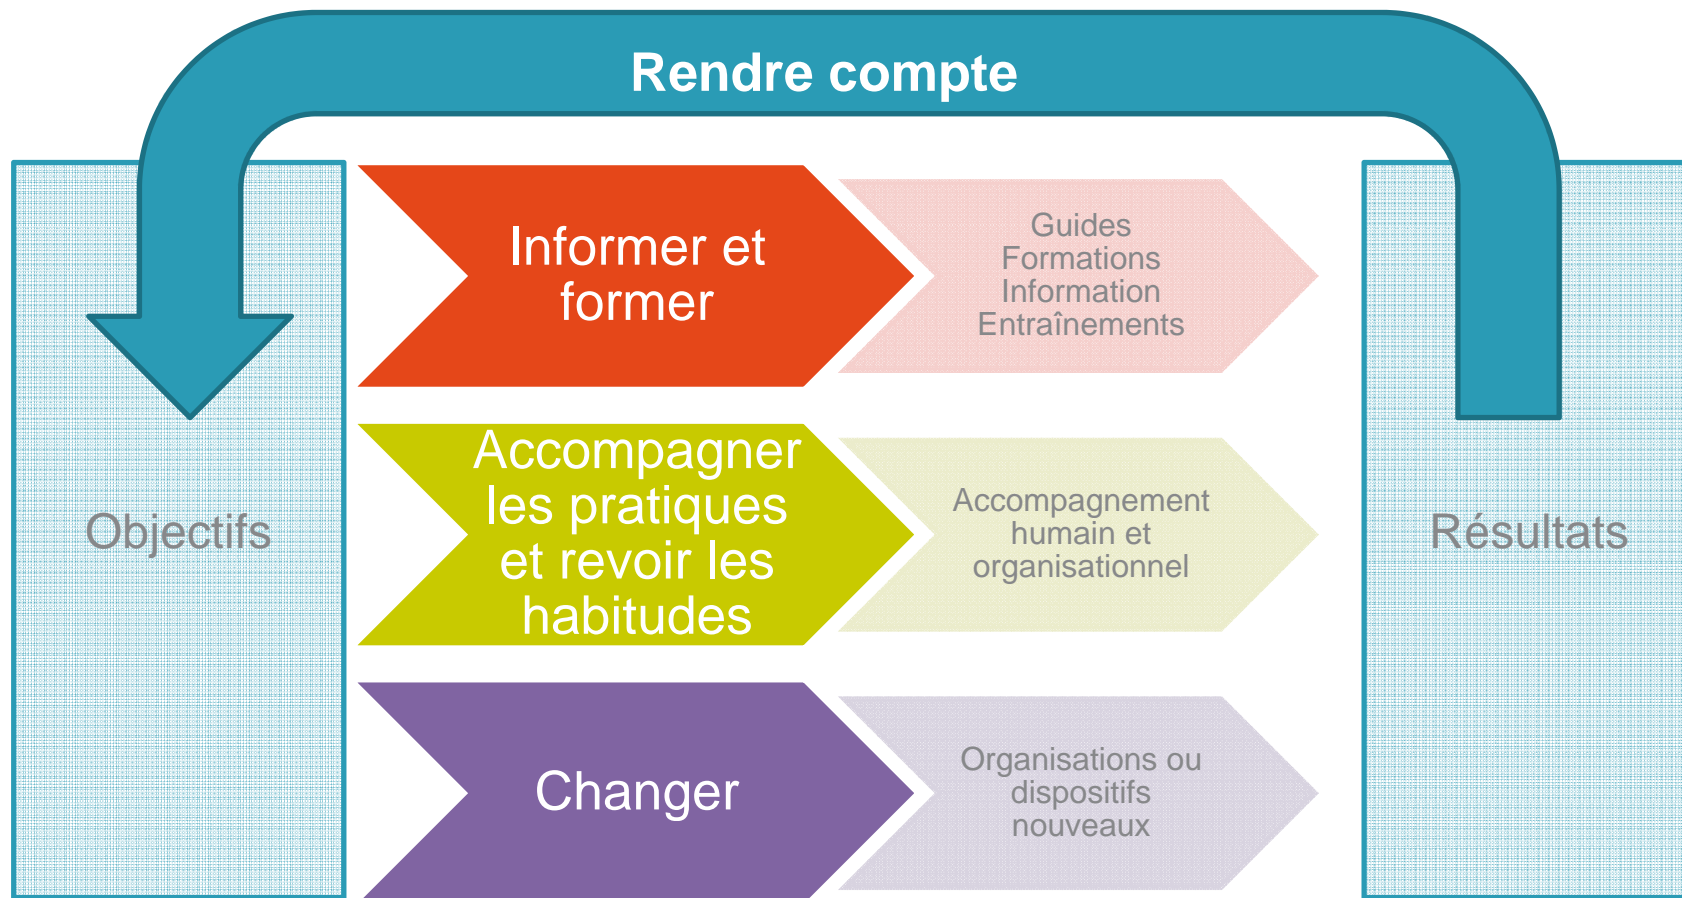 Rendre compte
Objectifs
Informer et
former
Guides
Formations
Information
Entraînements
Accompagner
les pratiques
et revoir les
habitudes
Accompagnement
humain et
organisationnel
Changer
Organisations ou
dispositifs
nouveaux
Résultats